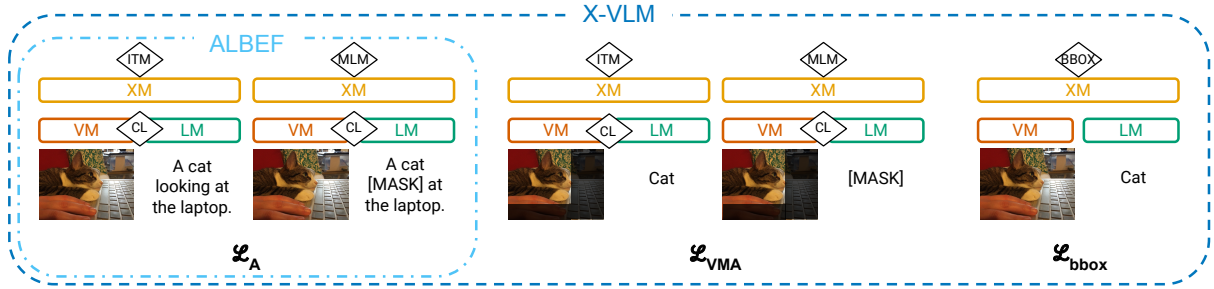 X-VLM
ALBEF
ITM MLM ITM MLM BBOX
XM XM XM XM XM
VM CL LM VM CL LM VM CL LM VM CL LM VM LM
A cat
looking at
the laptop.
A cat
[MASK] at
the laptop.
Cat
[MASK]
Cat
ℒA
ℒVMA
ℒbbox